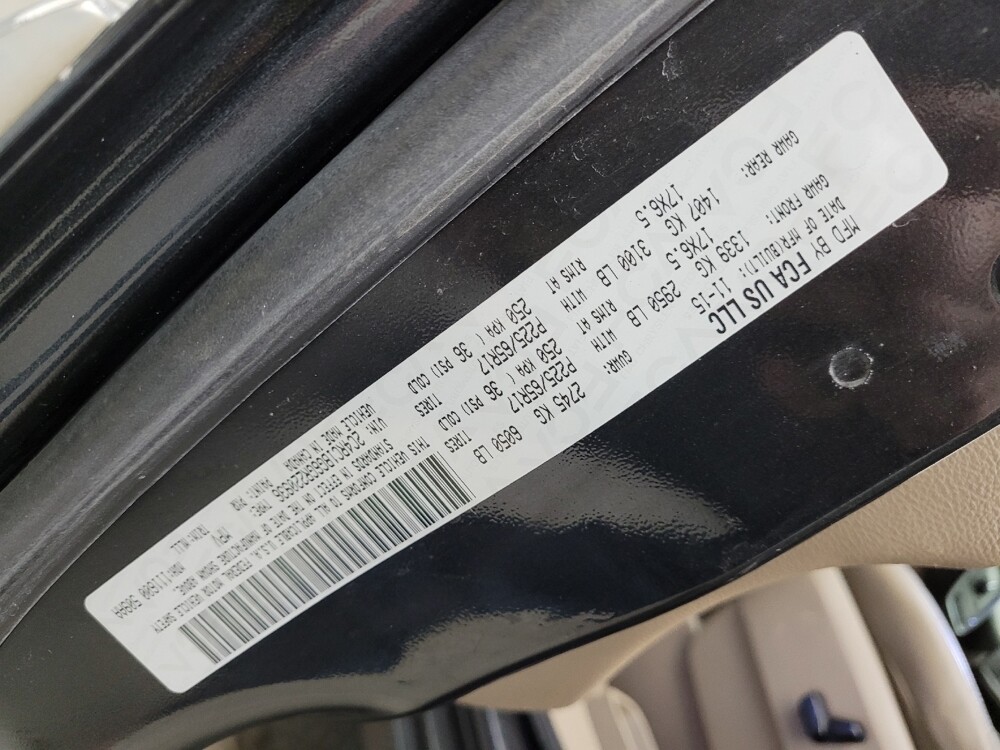 MFD BY FCA US LLC
DATE OF MFR(BUILT): 11-15 GVWR: 2745 KG 6050 LB
GAWR FRONT: 1339 KG 2950 LB WITH P225/65R17 TIRES
17X6.5 RIMS AT 250 KPA ( 36 PSI) COLD
GAWR REAR: 1407 KG 3100 LB WITH P225/65R17 TIRES
17X6.5 RIMS AT 250 KPA ( 36 PSI) COLD
THIS VEHICLE CONFORMS TO ALL APPLICABLE U.S.A. FEDERAL MOTOR VEHICLE SAFETY
STANDARDS IN EFFECT ON THE DATE OF MANUFACTURE SHOWN ABOVE.
VIN: TYPE: MPV
VEHICLE MADE IN CANADA PAINT: TRIM: